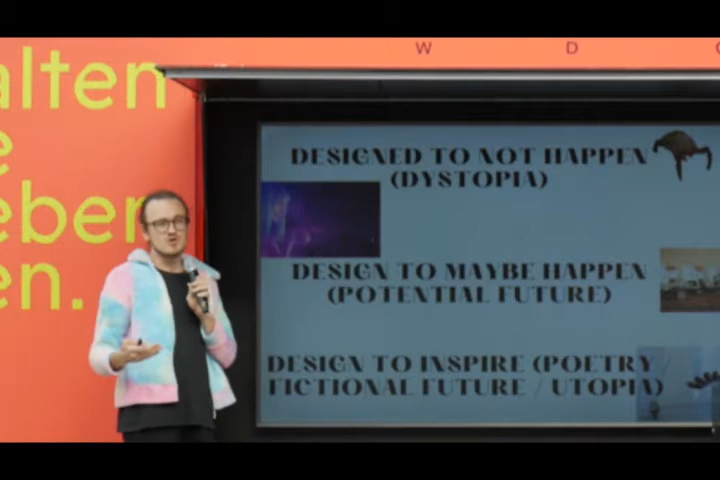 W D
alten
e
eben
en.
DESIGNED TO NOT HAPPEN
(DYSTOPIA)
DESIGN TO MAYBE HAPPEN
(POTENTIAL FUTURE)
DESIGN TO INSPIRE (POETRY /
FICTIONAL FUTURE / UTOPIA)